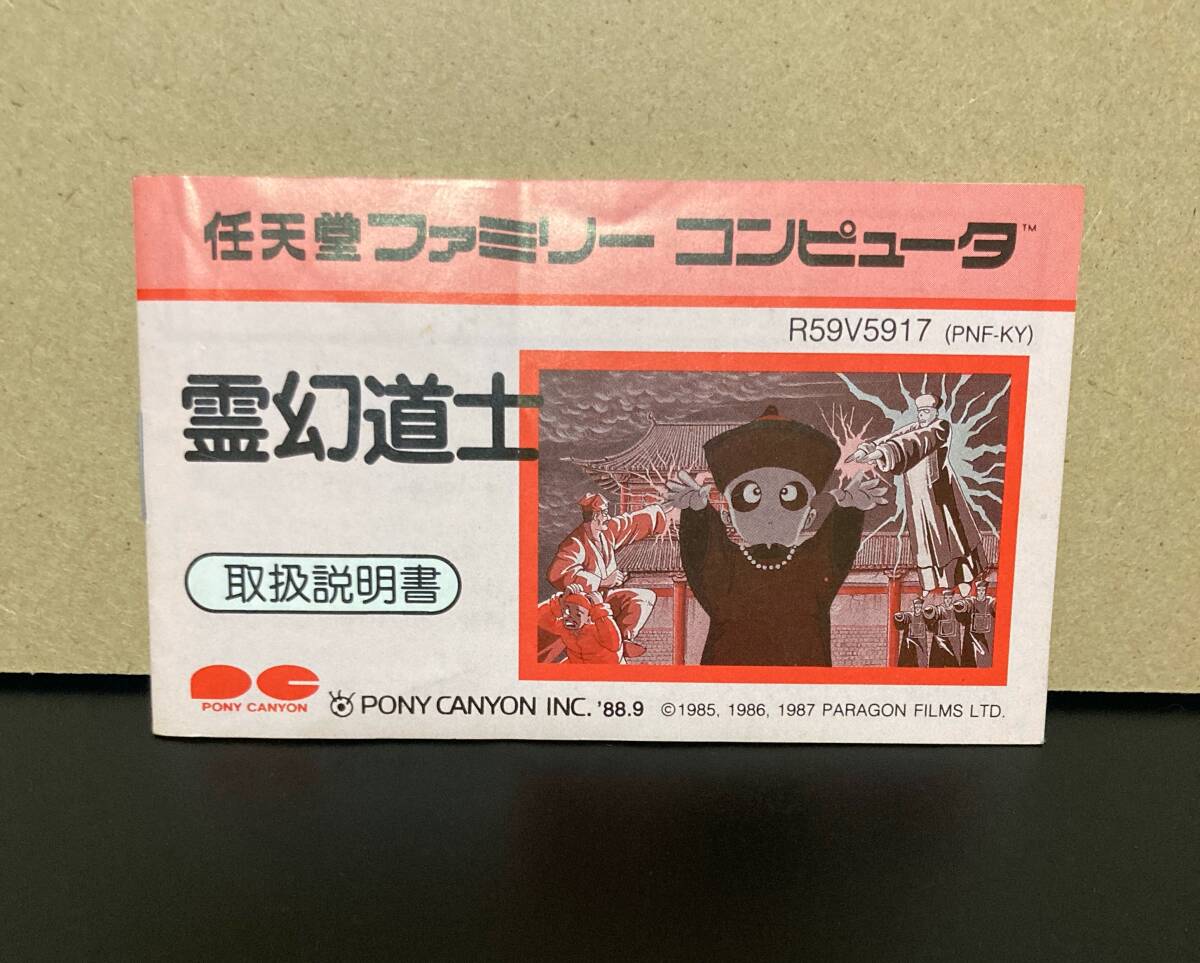 任天堂ファミリー コンピュータ™
R59V5917 (PNF-KY)
霊幻道士
取扱説明書
PONY CANYON
PONY CANYON INC. '88.9 ©1985, 1986, 1987 PARAGON FILMS LTD.